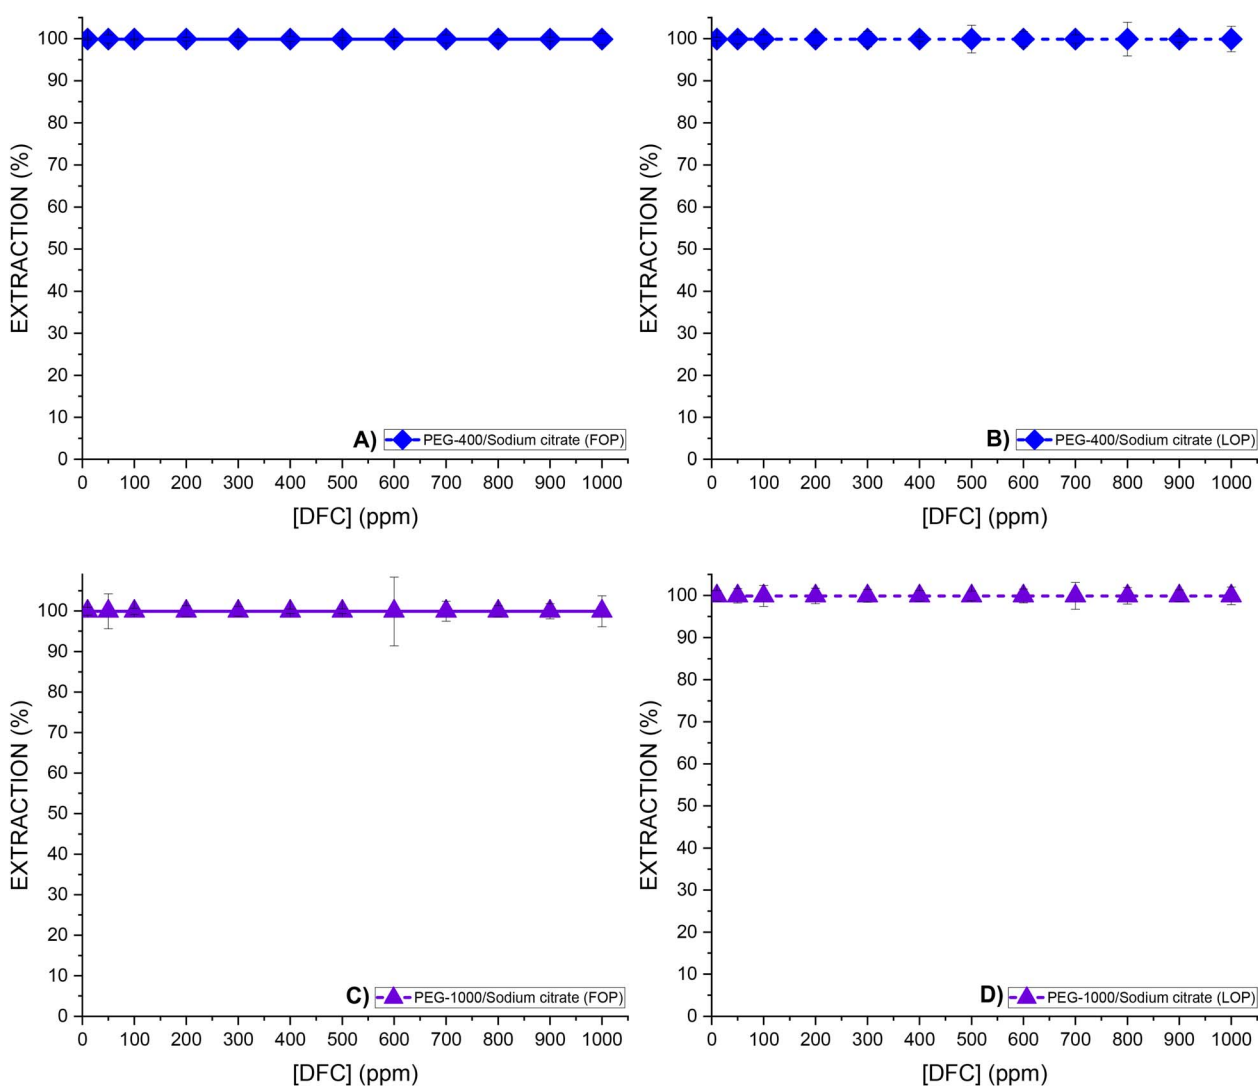 EXTRACTION (%)
100
90
80
70
60
50
40
30
20
10
0
A) PEG-400/Sodium citrate (FOP)
0 100 200 300 400 500 600 700 800 900 1000
[DFC] (ppm)
EXTRACTION (%)
100
90
80
70
60
50
40
30
20
10
0
B) PEG-400/Sodium citrate (LOP)
0 100 200 300 400 500 600 700 800 900 1000
[DFC] (ppm)
EXTRACTION (%)
100
90
80
70
60
50
40
30
20
10
0
C) PEG-1000/Sodium citrate (FOP)
0 100 200 300 400 500 600 700 800 900 1000
[DFC] (ppm)
EXTRACTION (%)
100
90
80
70
60
50
40
30
20
10
0
D) PEG-1000/Sodium citrate (LOP)
0 100 200 300 400 500 600 700 800 900 1000
[DFC] (ppm)